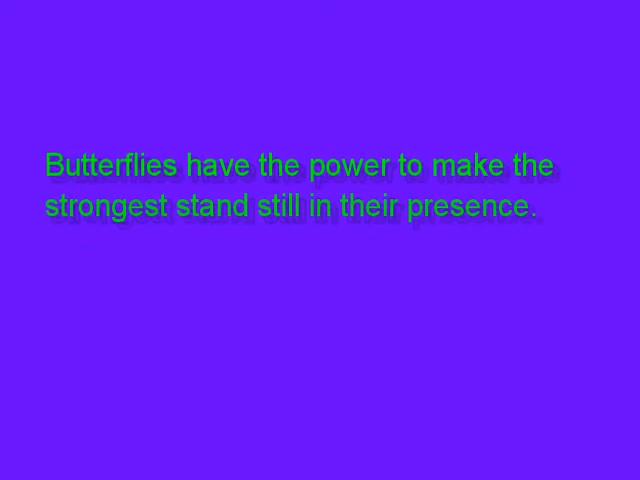 Butterflies have the power to make the
strongest stand still in their presence.